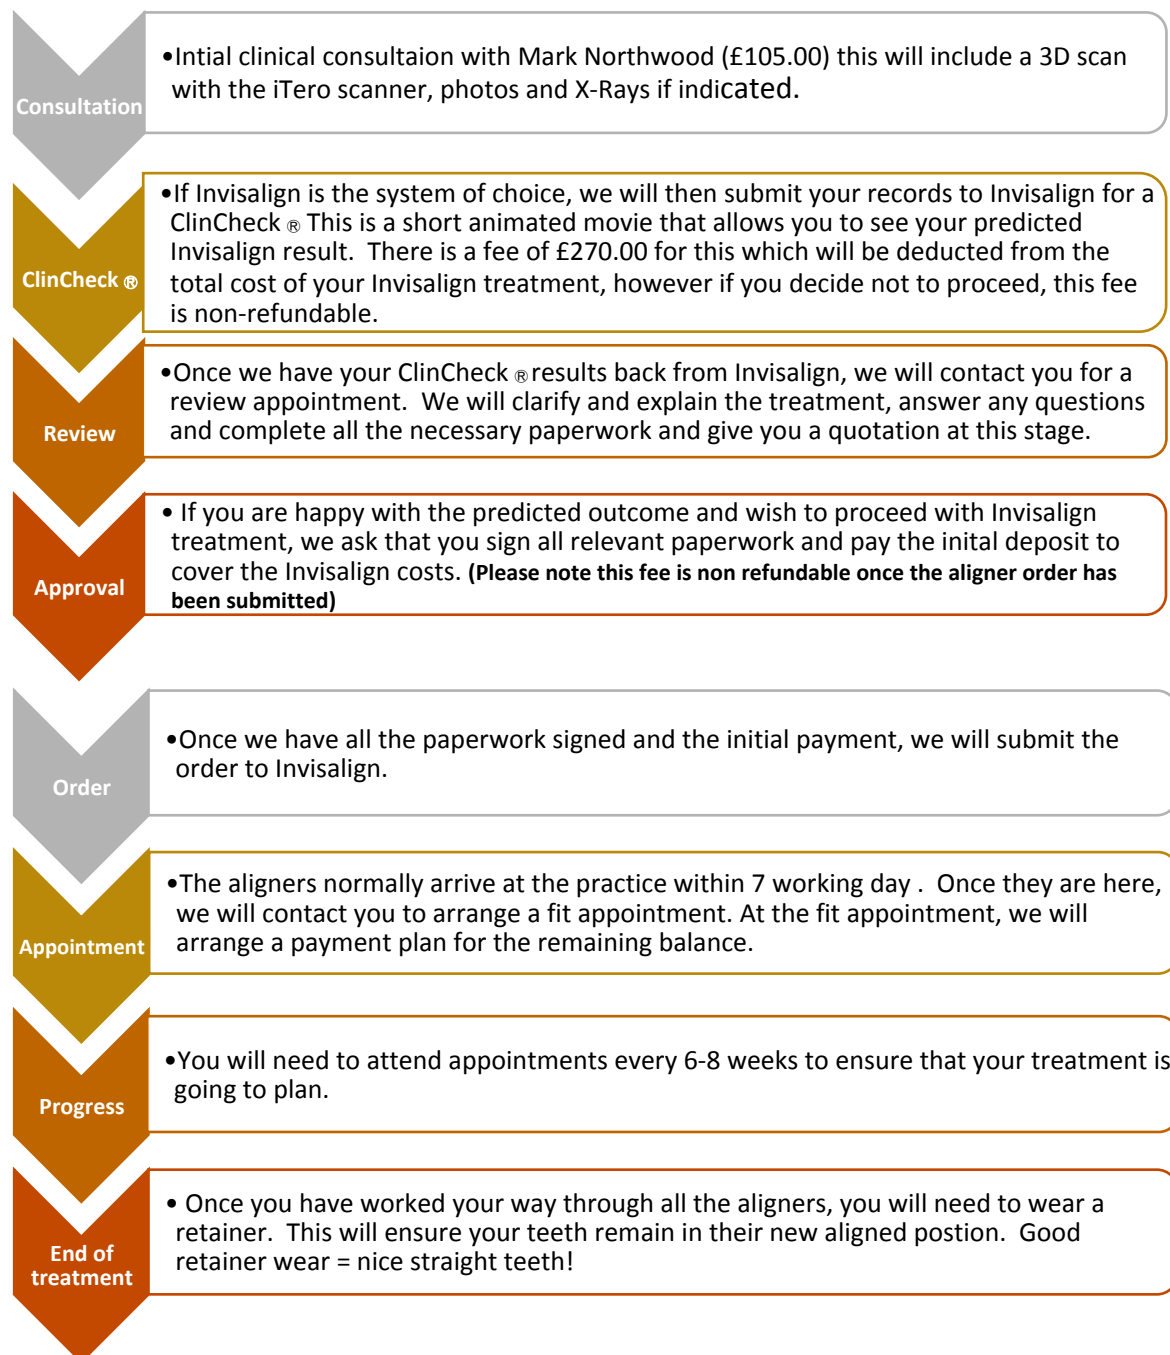 Consultation
•Intial clinical consultaion with Mark Northwood (£105.00) this will include a 3D scan
with the iTero scanner, photos and X-Rays if indicated.
ClinCheck ®
•If Invisalign is the system of choice, we will then submit your records to Invisalign for a
ClinCheck ® This is a short animated movie that allows you to see your predicted
Invisalign result. There is a fee of £270.00 for this which will be deducted from the
total cost of your Invisalign treatment, however if you decide not to proceed, this fee
is non-refundable.
Review
•Once we have your ClinCheck ® results back from Invisalign, we will contact you for a
review appointment. We will clarify and explain the treatment, answer any questions
and complete all the necessary paperwork and give you a quotation at this stage.
Approval
• If you are happy with the predicted outcome and wish to proceed with Invisalign
treatment, we ask that you sign all relevant paperwork and pay the inital deposit to
cover the Invisalign costs. (Please note this fee is non refundable once the aligner order has
been submitted)
Order
•Once we have all the paperwork signed and the initial payment, we will submit the
order to Invisalign.
Appointment
•The aligners normally arrive at the practice within 7 working day . Once they are here,
we will contact you to arrange a fit appointment. At the fit appointment, we will
arrange a payment plan for the remaining balance.
Progress
•You will need to attend appointments every 6-8 weeks to ensure that your treatment is
going to plan.
End of
treatment
• Once you have worked your way through all the aligners, you will need to wear a
retainer. This will ensure your teeth remain in their new aligned postion. Good
retainer wear = nice straight teeth!